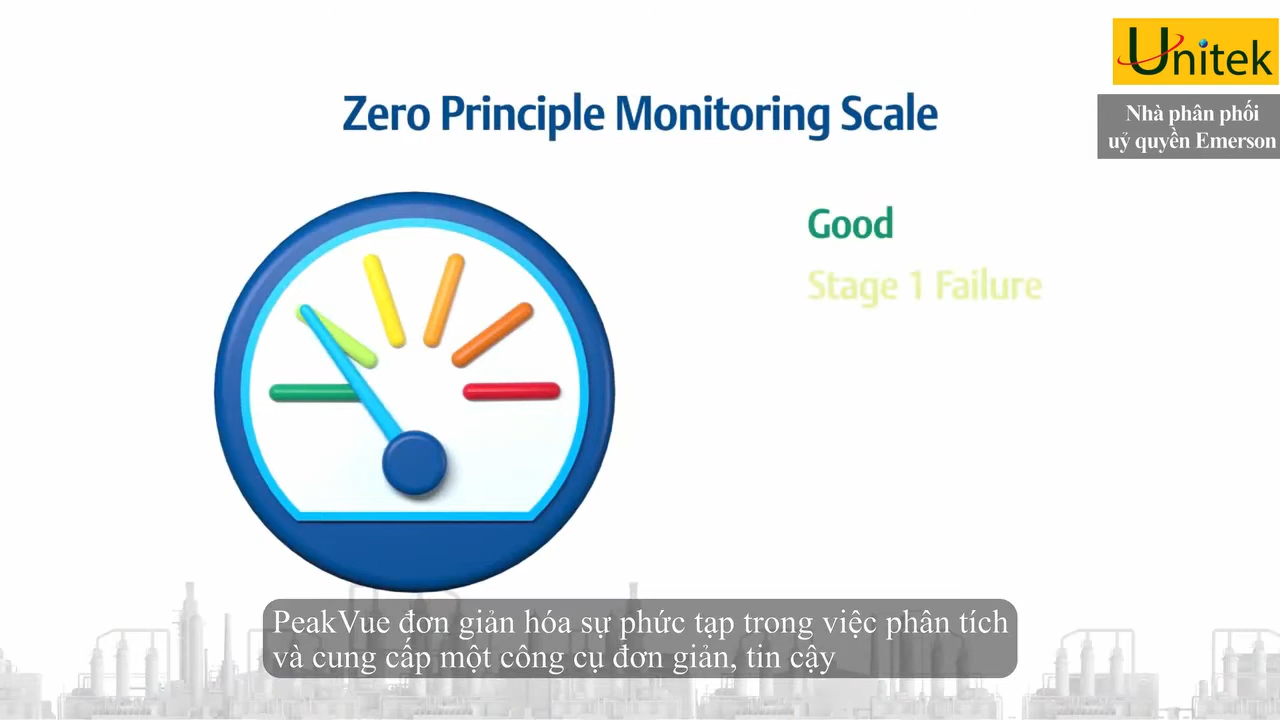 Unitek
Nhà phân phối
uỷ quyền Emerson
Zero Principle Monitoring Scale
Good
Stage 1 Failure
PeakVue đơn giản hóa sự phức tạp trong việc phân tích
và cung cấp một công cụ đơn giản, tin cậy